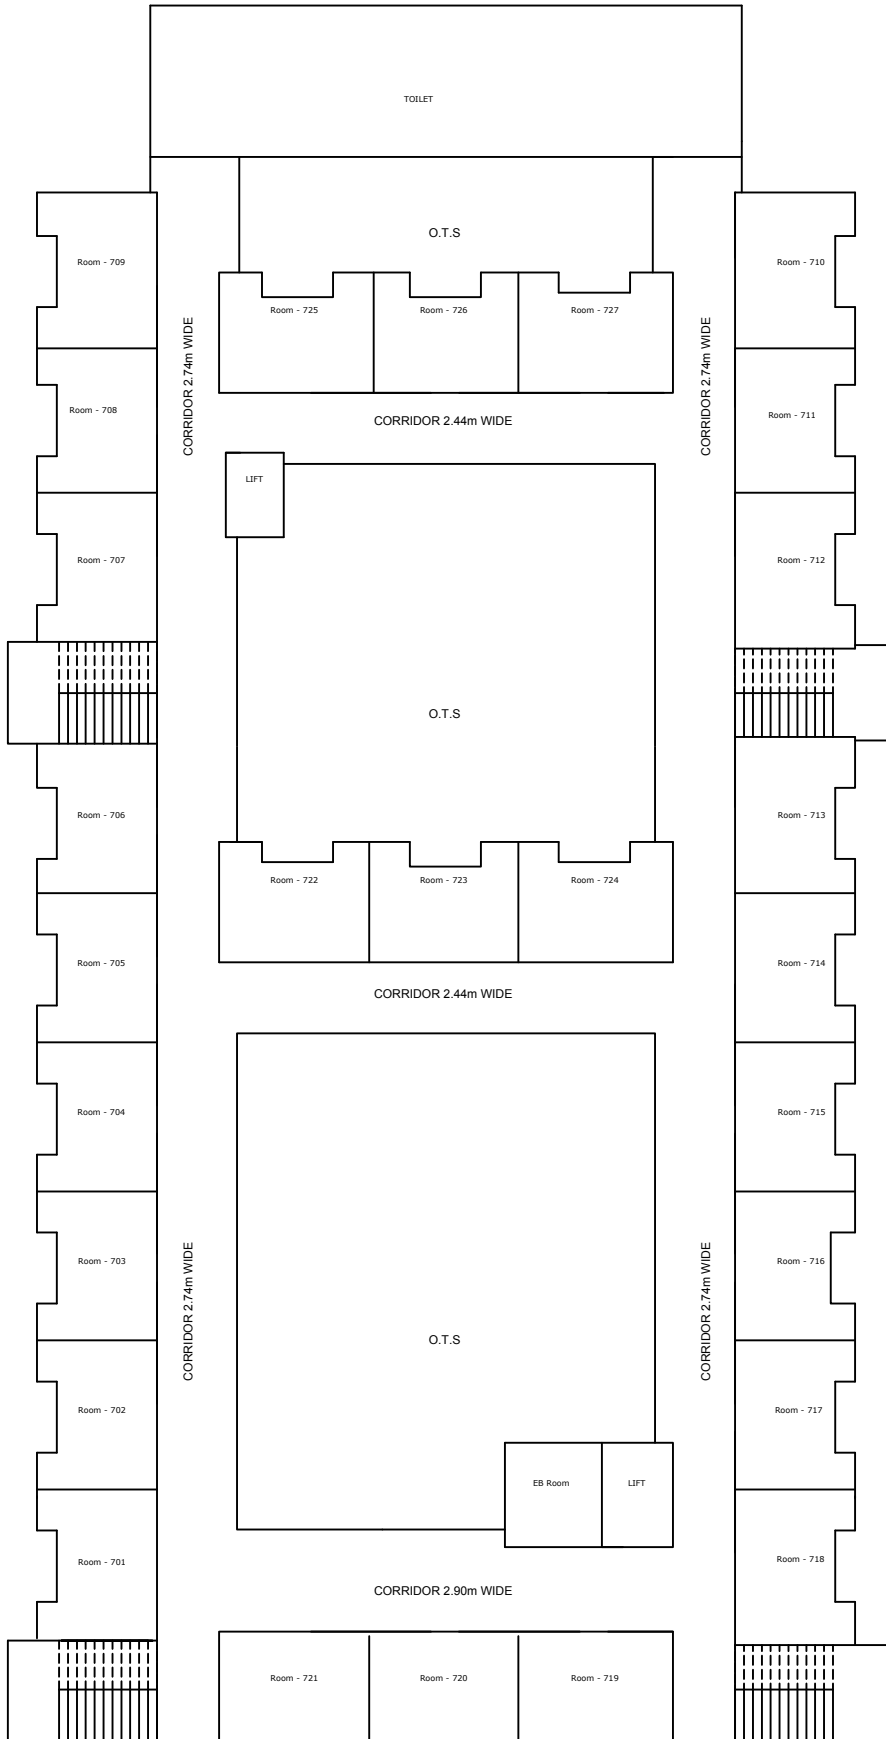 TOILET
O.T.S
Room - 709
Room - 710
Room - 725
Room - 726
Room - 727
CORRIDOR 2.74m WIDE
CORRIDOR 2.74m WIDE
Room - 708
Room - 711
CORRIDOR 2.44m WIDE
LIFT
Room - 707
Room - 712
O.T.S
Room - 706
Room - 713
Room - 722
Room - 723
Room - 724
Room - 705
Room - 714
CORRIDOR 2.44m WIDE
Room - 704
Room - 715
Room - 703
Room - 716
CORRIDOR 2.74m WIDE
CORRIDOR 2.74m WIDE
O.T.S
Room - 702
Room - 717
EB Room
LIFT
Room - 701
Room - 718
CORRIDOR 2.90m WIDE
Room - 721
Room - 720
Room - 719